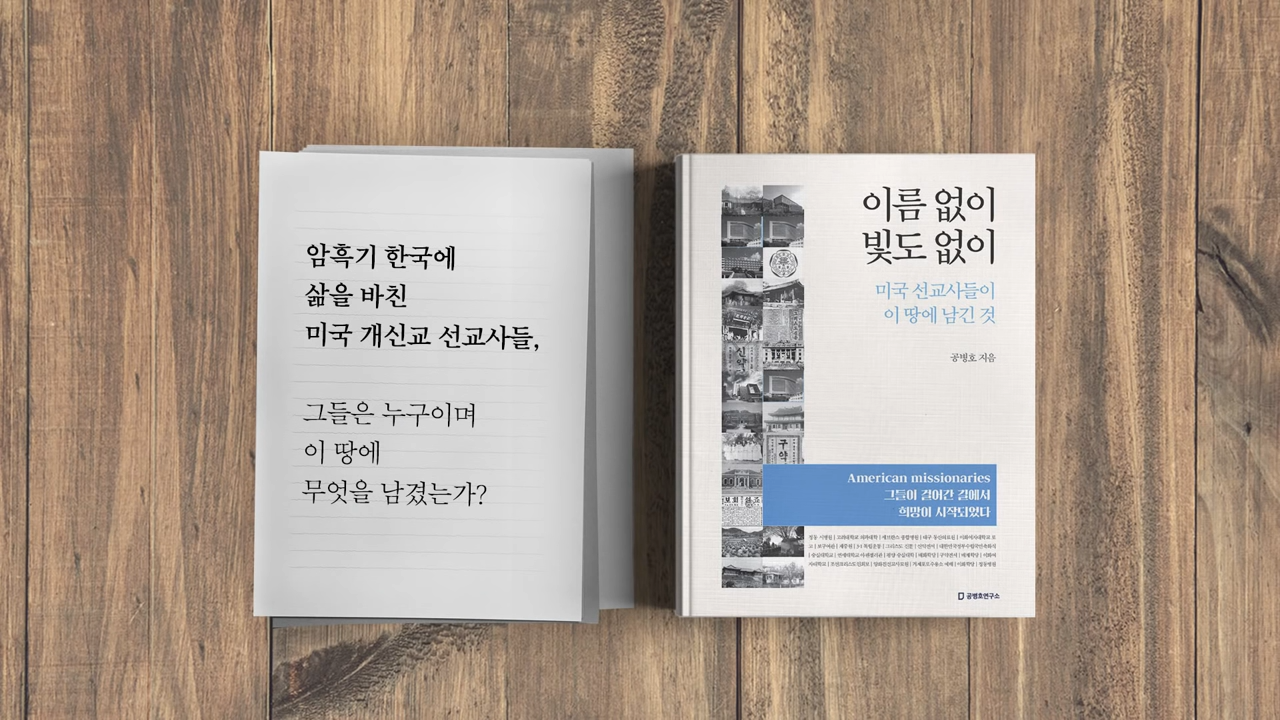 암흑기 한국에
삶을 바친
미국 개신교 선교사들,
그들은 누구이며
이 땅에
무엇을 남겼는가?
이름 없이
빛도 없이
미국 선교사들이
이 땅에 남긴 것
공병호 지음
신약
구약
American missionaries
그들이 걸어간 길에서
희망이 시작되었다
공병호연구소